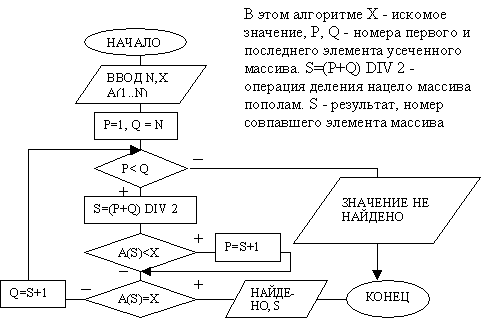 В этом алгоритме X - искомое
значение, P, Q - номера первого и
последнего элемента усеченного
массива. S=(P+Q) DIV 2 -
операция деления нацело массива
пополам. S - результат, номер
совпавшего элемента массива
НАЧАЛО
ВВОД N,X
A(1..N)
P=1, Q = N
P< Q
–
+
S=(P+Q) DIV 2
ЗНАЧЕНИЕ НЕ
НАЙДЕНО
A(S)<X
+
P=S+1
–
Q=S+1
–
A(S)=X
+
НАЙДЕ-
НО, S
КОНЕЦ